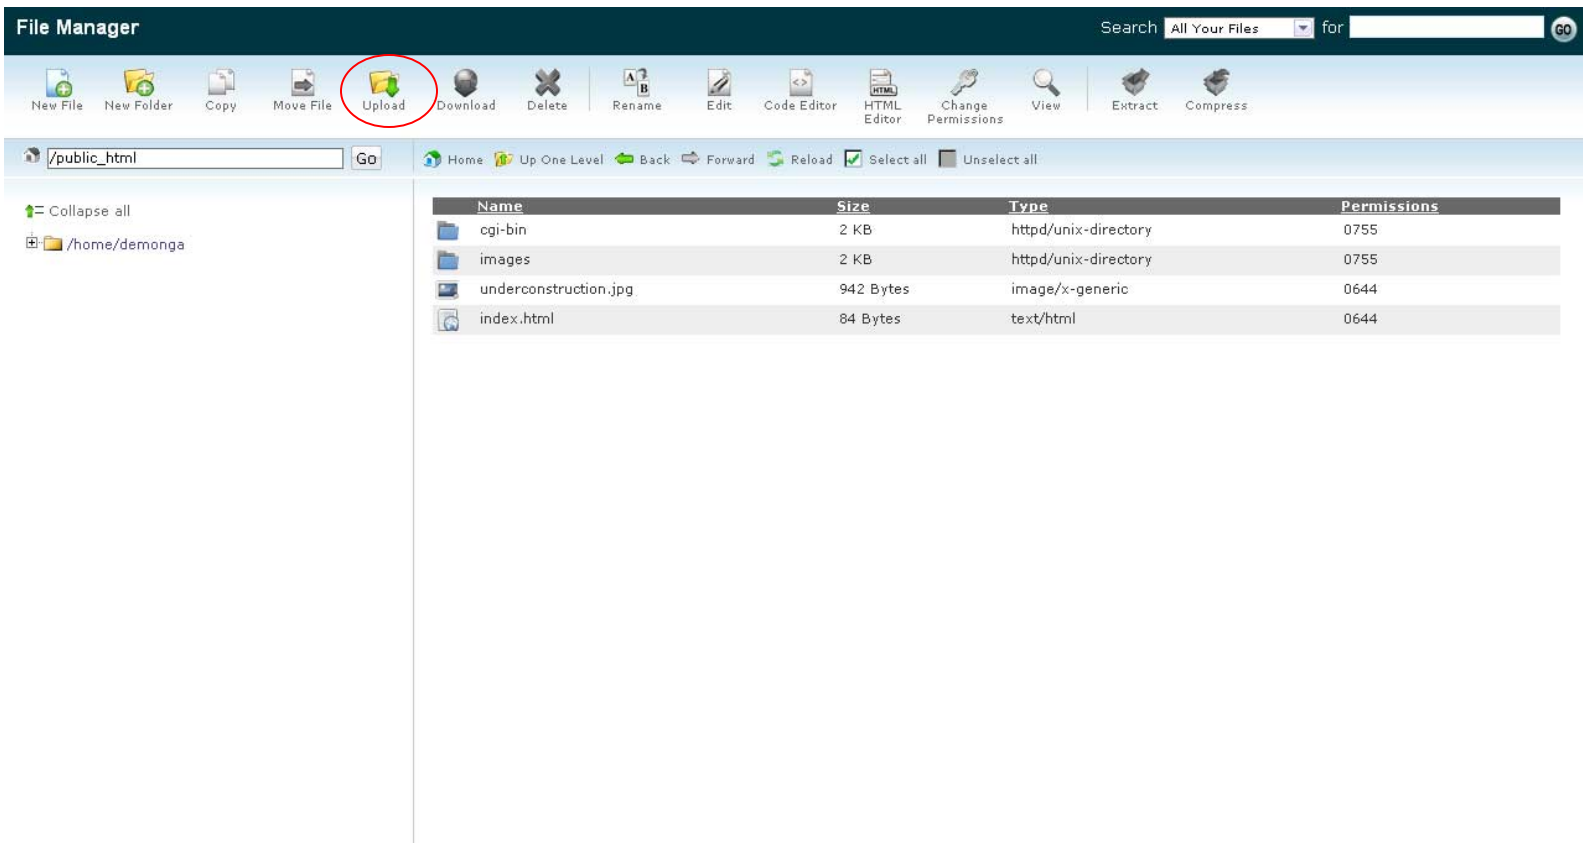 File Manager
Search All Your Files for GO
New File New Folder Copy Move File Upload Download Delete A B Rename Edit Code Editor HTML HTML Editor Change Permissions View Extract Compress
/public_html Go Home Up One Level Back Forward Reload Select all Unselect all
Collapse all
/home/demonga
Name Size Type Permissions
cgi-bin 2 KB httpd/unix-directory 0755
images 2 KB httpd/unix-directory 0755
underconstruction.jpg 942 Bytes image/x-generic 0644
index.html 84 Bytes text/html 0644